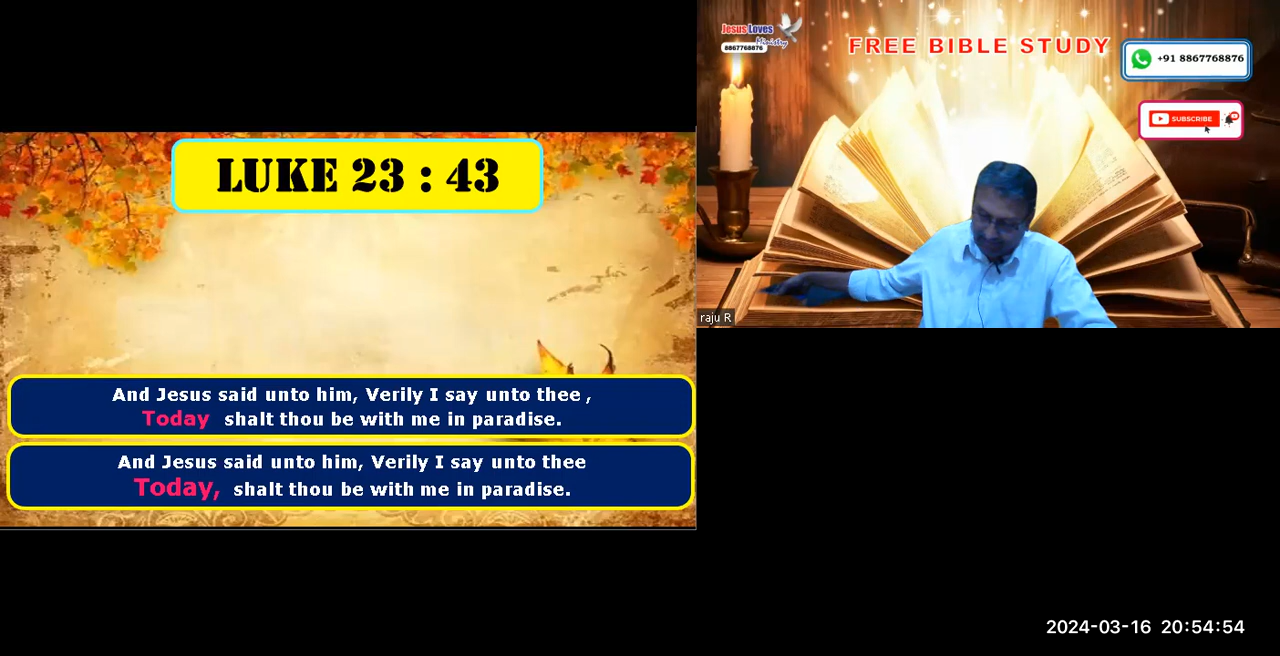 LUKE 23 : 43
And Jesus said unto him, Verily I say unto thee ,
Today shalt thou be with me in paradise.
And Jesus said unto him, Verily I say unto thee
Today, shalt thou be with me in paradise.
Jesus Loves
Ministry
8867768876
FREE BIBLE STUDY
+91 8867768876
SUBSCRIBE
raju R
2024-03-16 20:54:54